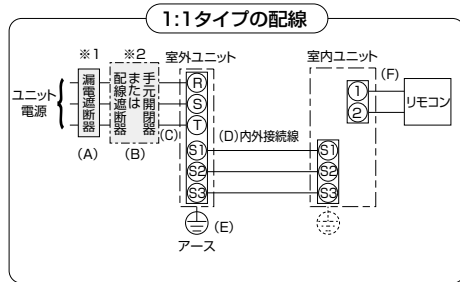 1:1タイプの配線
※1
※2
室外ユニット
室内ユニット
ユニット
電源
漏電遮断器
手元開閉器
または
配線遮断器
(A)
(B)
(C)
R
S
T
S1
S2
S3
(D)内外接続線
S1
S2
S3
1
2
(F)
リモコン
(E)
アース